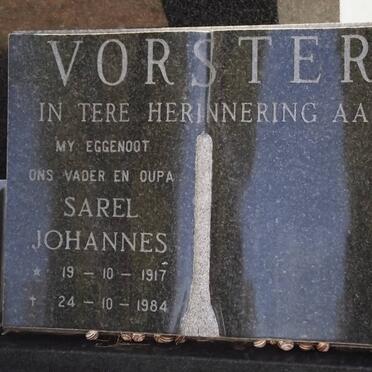 VORSTER
IN TERE HERINNERING AA
MY EGGENOOT
ONS VADER EN OUPA
SAREL
JOHANNES
* 19 - 10 - 1917
† 24 - 10 - 1984